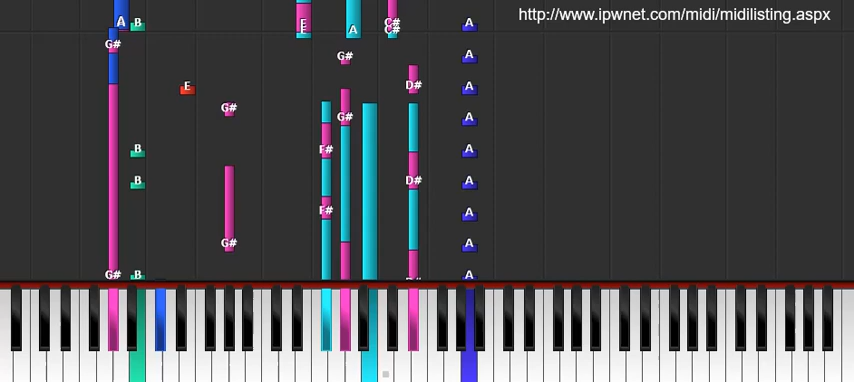 http://www.ipwnet.com/midi/midilisting.aspx
A B E C# A
E A C#
G#
G# A
E D# A
G#
G# A
B F# A
B D# A
F# A
G# A
G# B D# A